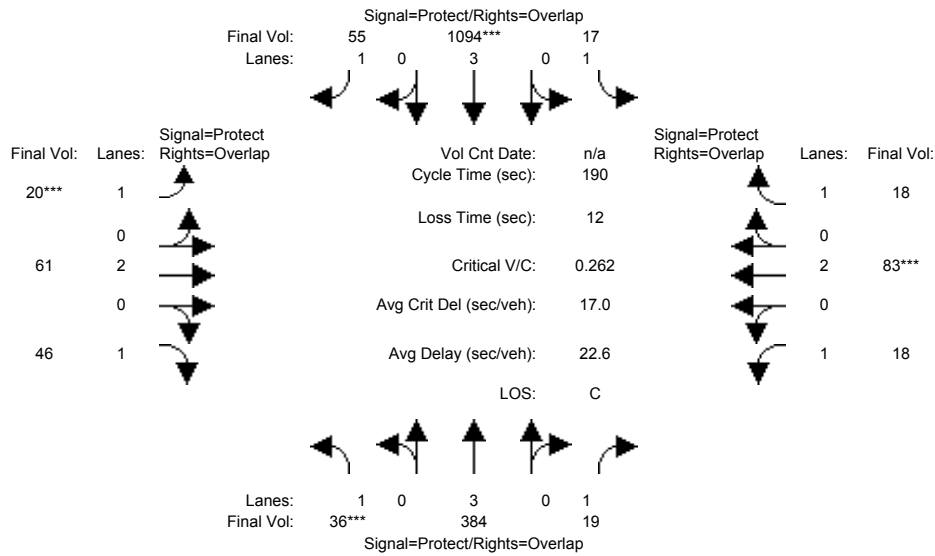 Signal=Protect/Rights=Overlap
Final Vol: 55 1094*** 17
Lanes: 1 0 3 0 1
Signal=Protect Signal=Protect
Final Vol: Lanes: Rights=Overlap Vol Cnt Date: n/a Rights=Overlap Lanes: Final Vol:
Cycle Time (sec): 190
20*** 1 1 18
Loss Time (sec): 12
0 0
61 2 Critical V/C: 0.262 2 83***
0 Avg Crit Del (sec/veh): 17.0 0
46 1 Avg Delay (sec/veh): 22.6 1 18
LOS: C
Lanes: 1 0 3 0 1
Final Vol: 36*** 384 19
Signal=Protect/Rights=Overlap